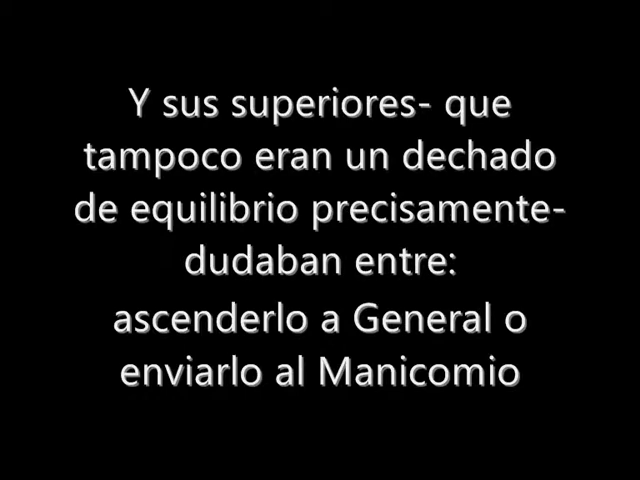 Y sus superiores- que
tampoco eran un dechado
de equilibrio precisamente-
dudaban entre:
ascenderlo a General o
enviarlo al Manicomio